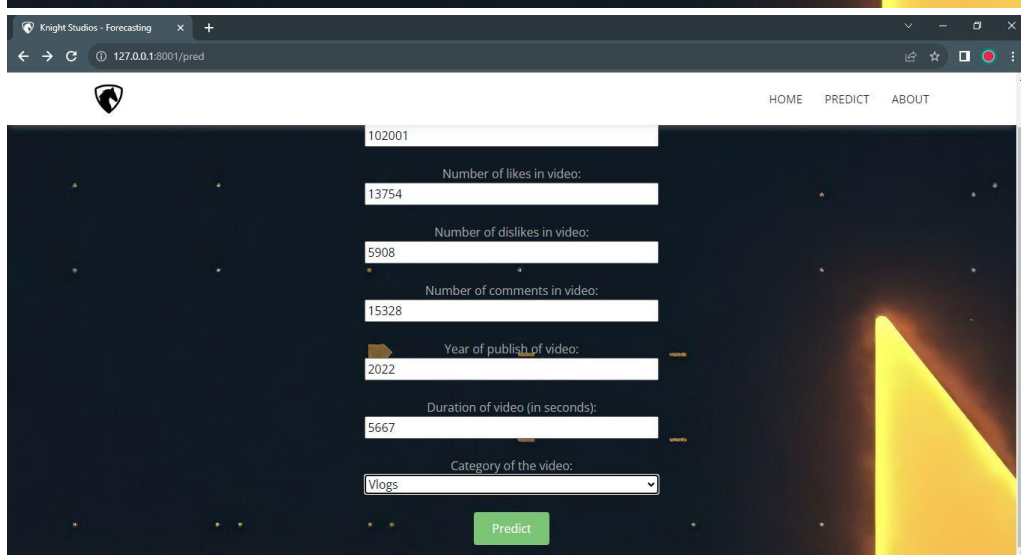 Knight Studios - Forecasting
127.0.0.1:8001/pred
HOME PREDICT ABOUT
102001
Number of likes in video:
13754
Number of dislikes in video:
5908
Number of comments in video:
15328
Year of publish of video:
2022
Duration of video (in seconds):
5667
Category of the video:
Vlogs
Predict